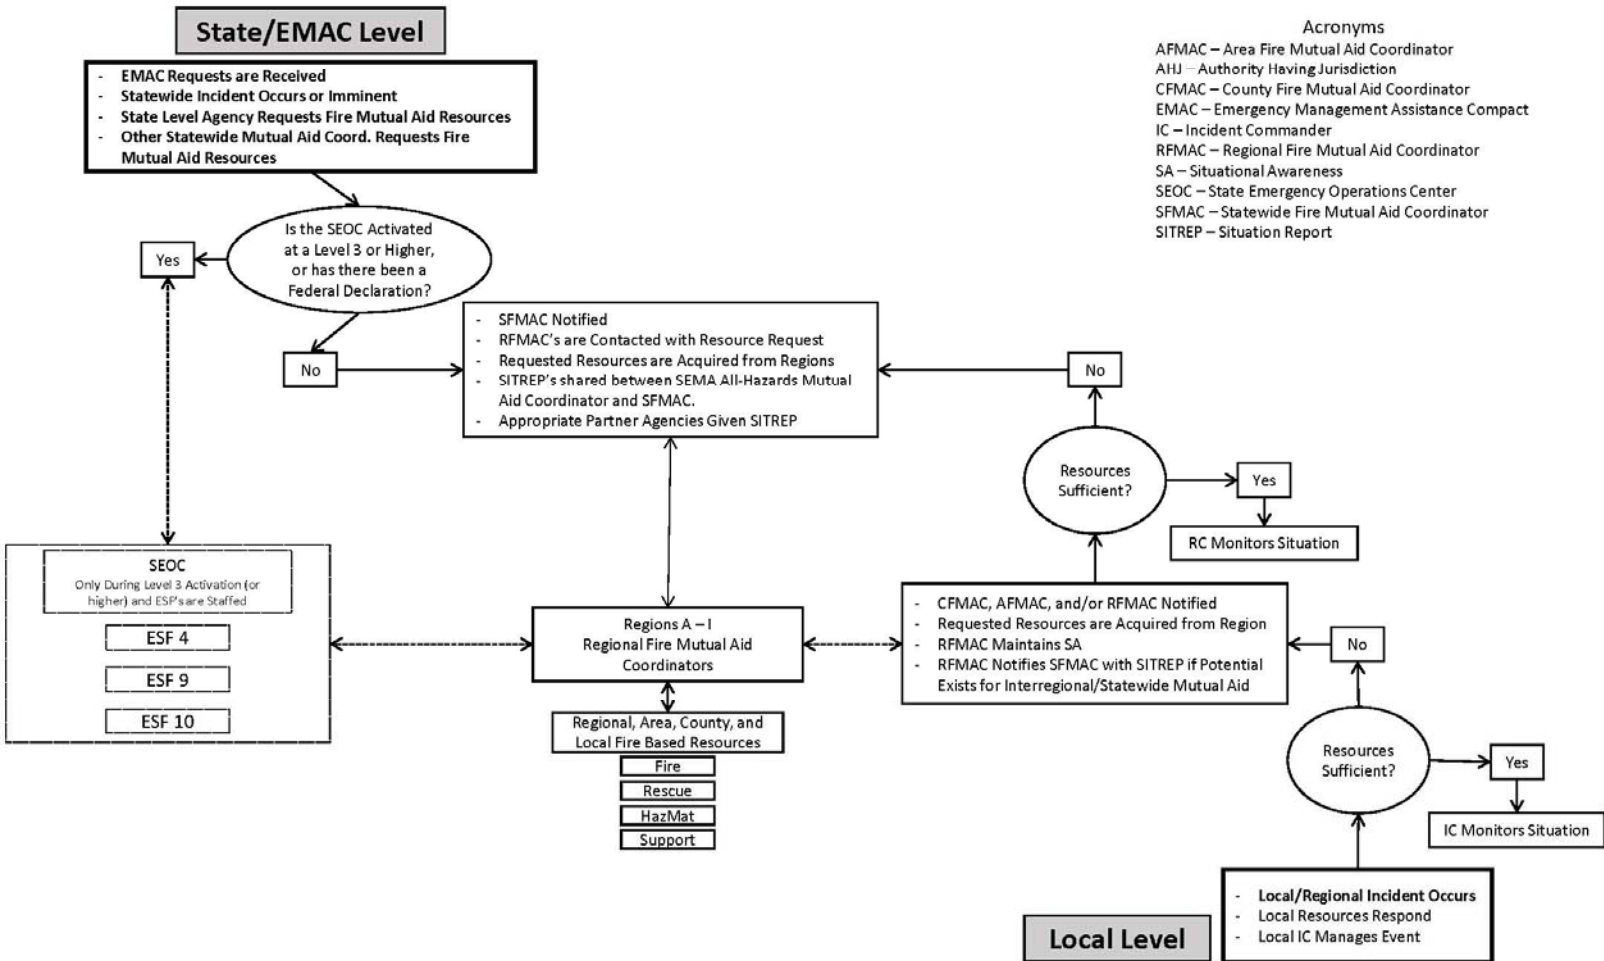 State/EMAC Level
- EMAC Requests are Received
- Statewide Incident Occurs or Imminent
- State Level Agency Requests Fire Mutual Aid Resources
- Other Statewide Mutual Aid Coord. Requests Fire
Mutual Aid Resources
Acronyms
AFMAC – Area Fire Mutual Aid Coordinator
AHJ – Authority Having Jurisdiction
CFMAC – County Fire Mutual Aid Coordinator
EMAC – Emergency Management Assistance Compact
IC – Incident Commander
RFMAC – Regional Fire Mutual Aid Coordinator
SA – Situational Awareness
SEOC – State Emergency Operations Center
SFMAC – Statewide Fire Mutual Aid Coordinator
SITREP – Situation Report
Is the SEOC Activated
at a Level 3 or Higher,
or has there been a
Federal Declaration?
Yes
No
- SFMAC Notified
- RFMAC's are Contacted with Resource Request
- Requested Resources are Acquired from Regions
- SITREP's shared between SEMA All-Hazards Mutual
Aid Coordinator and SFMAC.
- Appropriate Partner Agencies Given SITREP
No
Resources
Sufficient?
Yes
RC Monitors Situation
SEOC
Only During Level 3 Activation (or
higher) and ESF's are Staffed
ESF 4
ESF 9
ESF 10
Regions A – I
Regional Fire Mutual Aid
Coordinators
Regional, Area, County, and
Local Fire Based Resources
Fire
Rescue
HazMat
Support
- CFMAC, AFMAC, and/or RFMAC Notified
- Requested Resources are Acquired from Region
- RFMAC Maintains SA
- RFMAC Notifies SFMAC with SITREP if Potential
Exists for Interregional/Statewide Mutual Aid
No
Resources
Sufficient?
Yes
IC Monitors Situation
Local Level
- Local/Regional Incident Occurs
- Local Resources Respond
- Local IC Manages Event